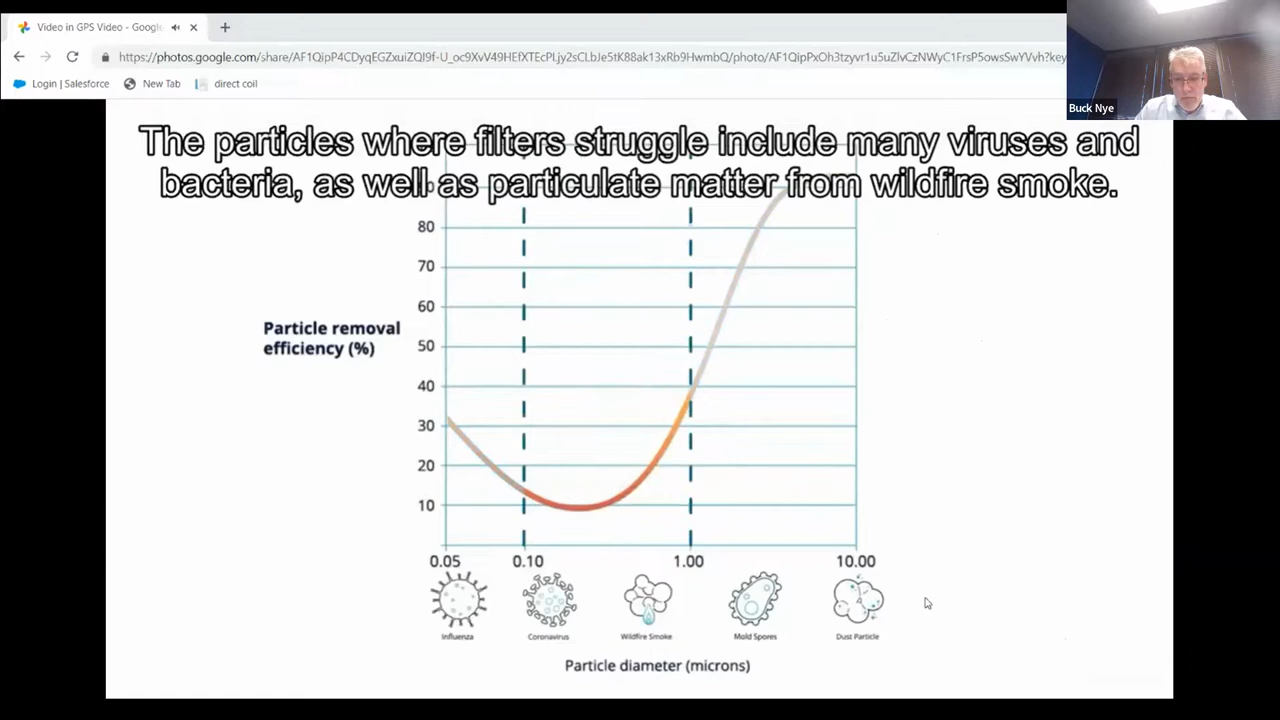 Video in GPS Video - Google
https://photos.google.com/share/AF1QipP4CDyqEGZxuiZQI9f-U_oc9XvV49HEfXTEcPLjy2sCLbJe5tK88ak13xRb9HwmbQ/photo/AF1QipPxOh3tzyvr1u5uZlvCzNWyC1FrsP5owsSwYVvh?key
Login | Salesforce
New Tab
direct coil
Buck Nye
The particles where filters struggle include many viruses and
bacteria, as well as particulate matter from wildfire smoke.
80
70
60
Particle removal
efficiency (%)
50
40
30
20
10
0.05 0.10 1.00 10.00
Influenza Coronavirus Wildfire Smoke Mold Spores Dust Particle
Particle diameter (microns)